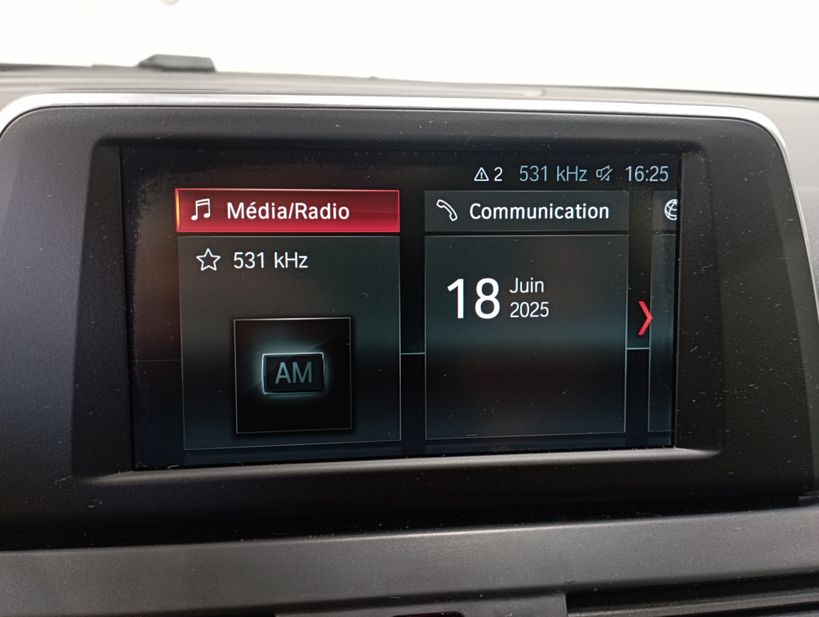 2 531 kHz 16:25
Média/Radio
531 kHz
AM
Communication
18 Juin
2025